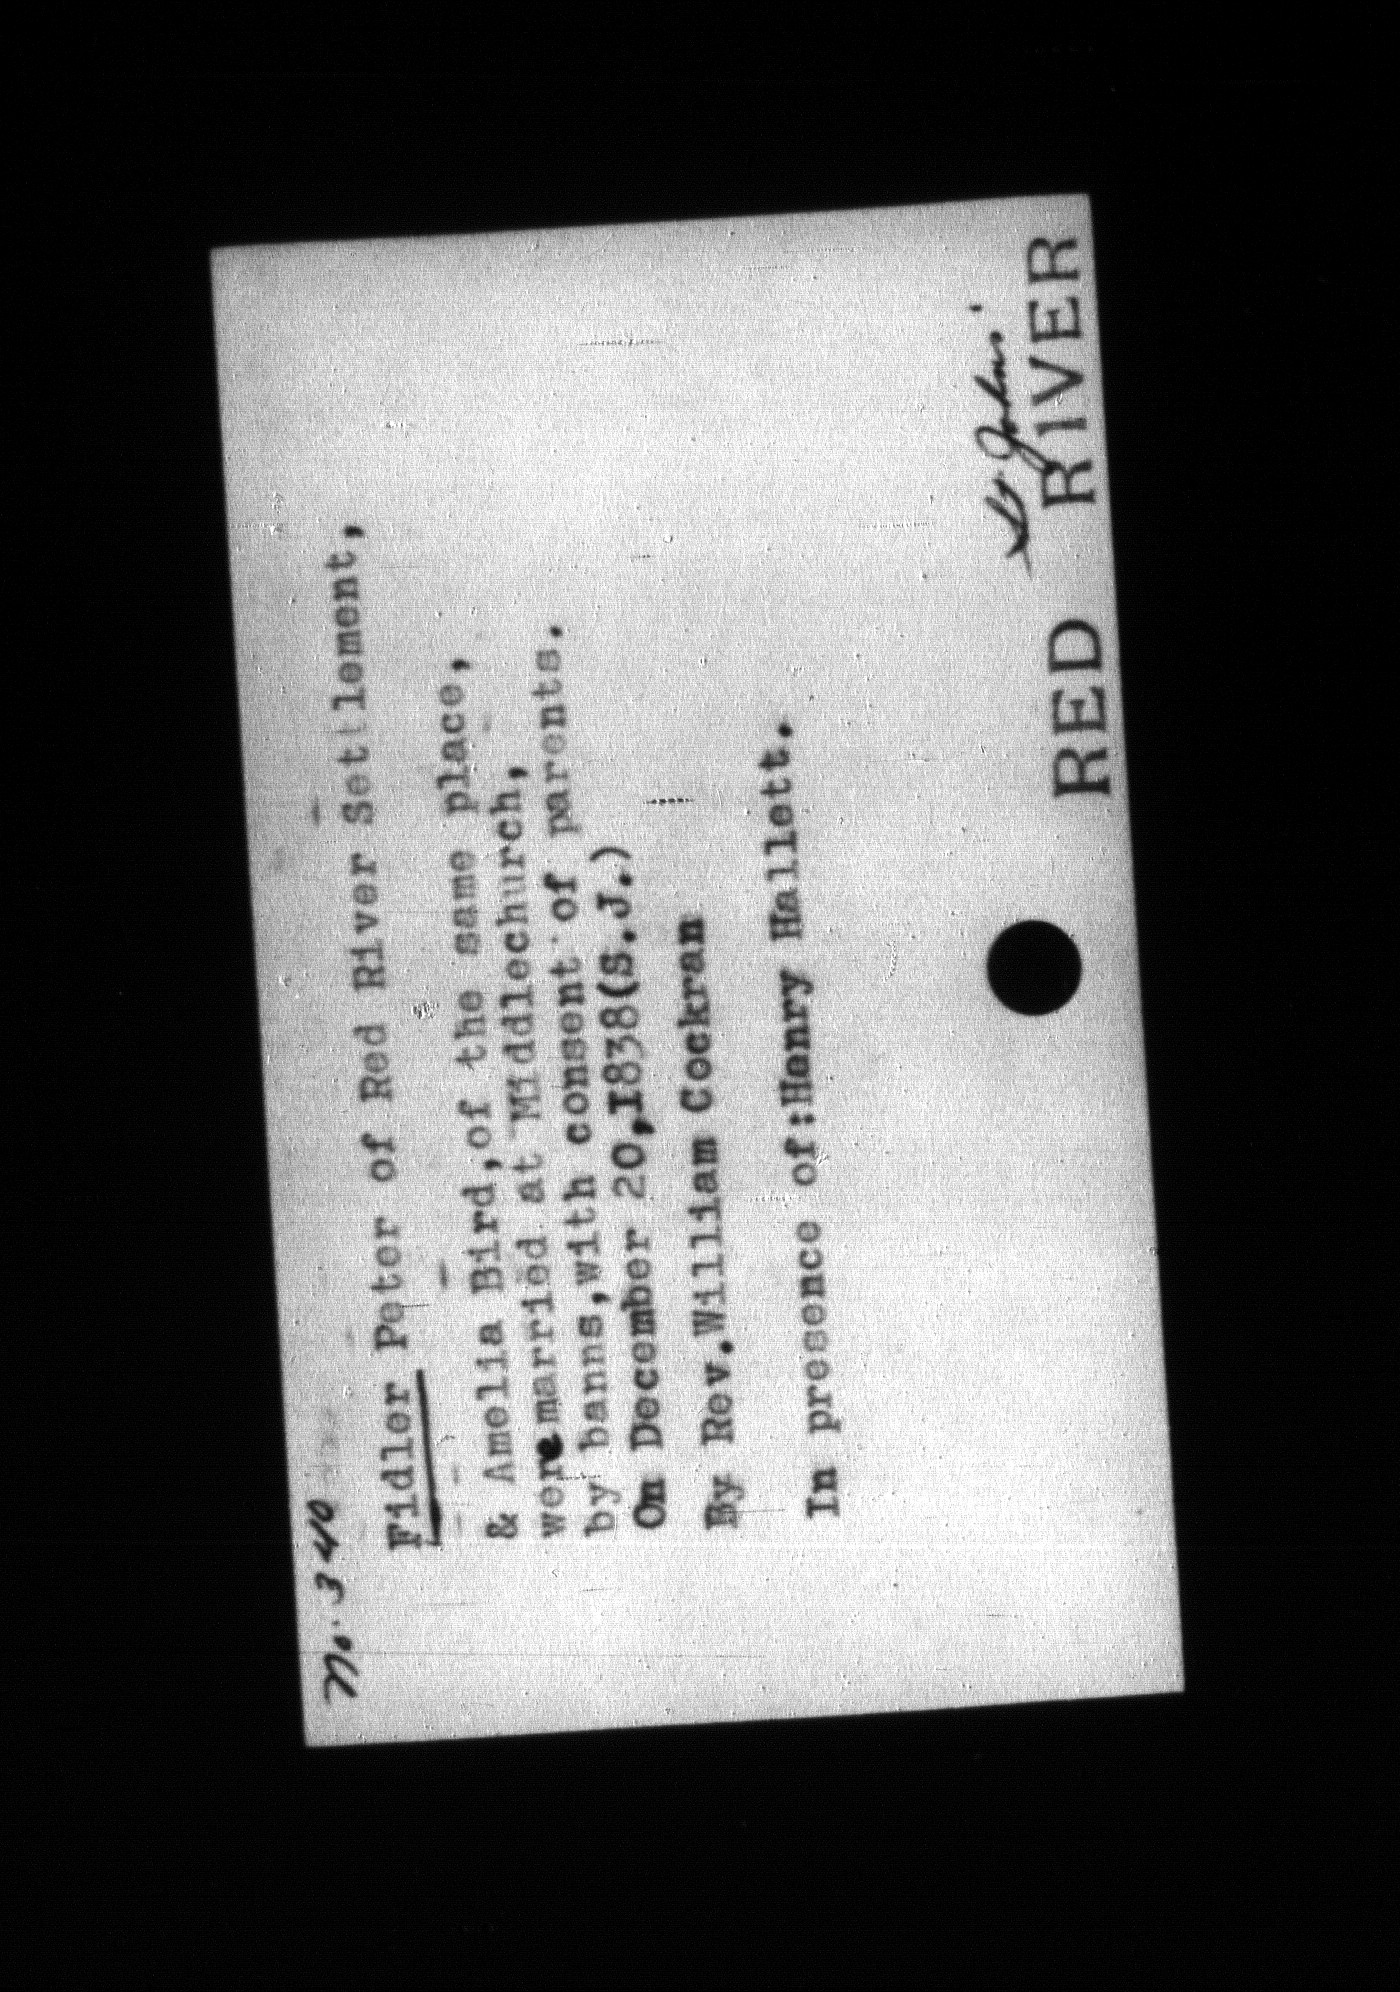 No. 340
Fidler Peter of Red River Settlement,
& Amelia Bird, of the same place,
were married at Middlechurch,
by banns, with consent of parents.
On December 20, I838(S.J.)
By Rev. William Cockran
In presence of: Henry Hallett.
St Johns'
RED RIVER